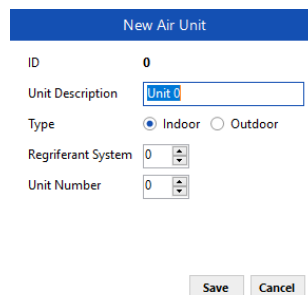 New Air Unit
ID 0
Unit Description Unit 0
Type Indoor Outdoor
Regriferant System 0
Unit Number 0
Save Cancel